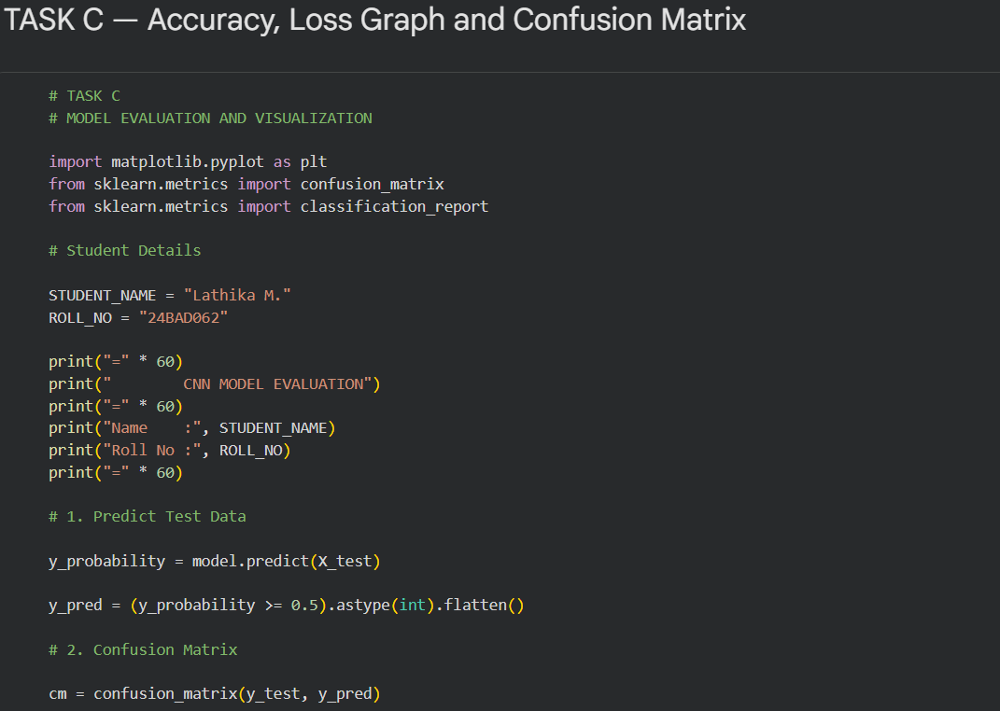 TASK C — Accuracy, Loss Graph and Confusion Matrix
# TASK C
# MODEL EVALUATION AND VISUALIZATION
import matplotlib.pyplot as plt
from sklearn.metrics import confusion_matrix
from sklearn.metrics import classification_report
# Student Details
STUDENT_NAME = "Lathika M."
ROLL_NO = "24BAD062"
print("=" * 60)
print("        CNN MODEL EVALUATION")
print("=" * 60)
print("Name    :", STUDENT_NAME)
print("Roll No :", ROLL_NO)
print("=" * 60)
# 1. Predict Test Data
y_probability = model.predict(X_test)
y_pred = (y_probability >= 0.5).astype(int).flatten()
# 2. Confusion Matrix
cm = confusion_matrix(y_test, y_pred)